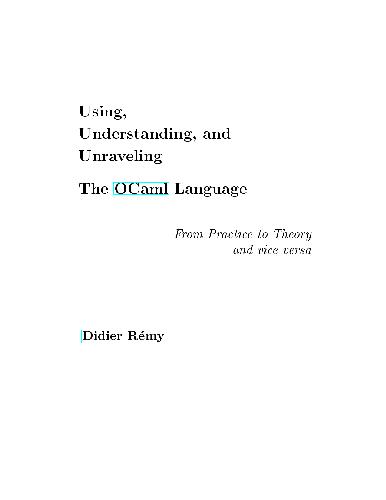 Using,
Understanding, and
Unraveling
The OCaml Language
From Practice to Theory
and vice versa
Didier Rémy